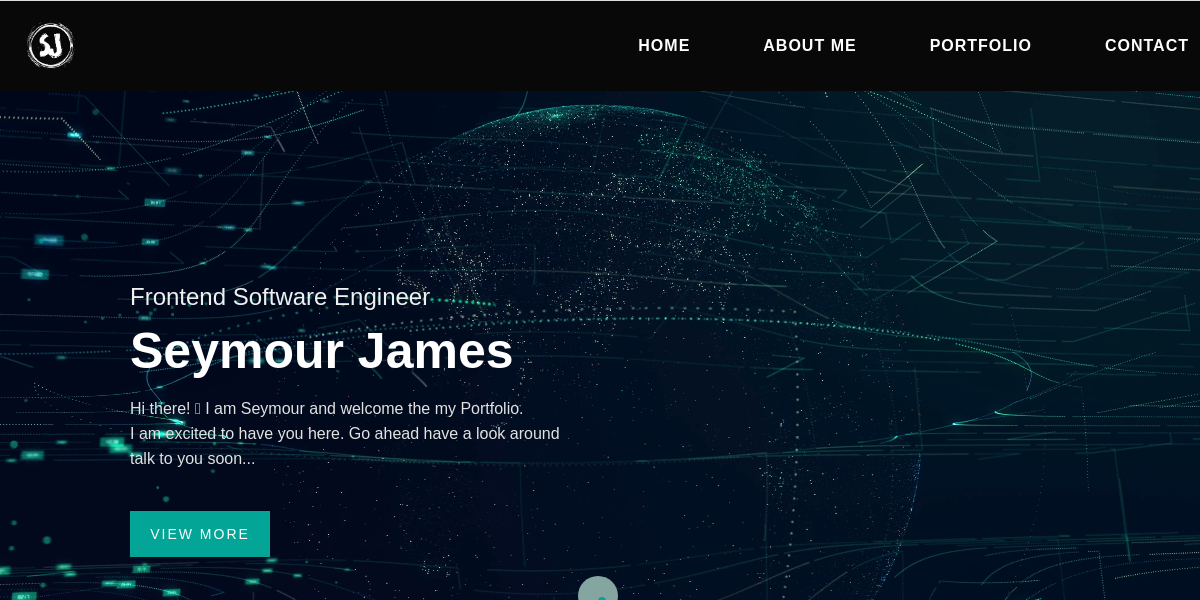 SJ
HOME ABOUT ME PORTFOLIO CONTACT
Frontend Software Engineer
Seymour James
Hi there! I am Seymour and welcome the my Portfolio.
I am excited to have you here. Go ahead have a look around
talk to you soon...
VIEW MORE